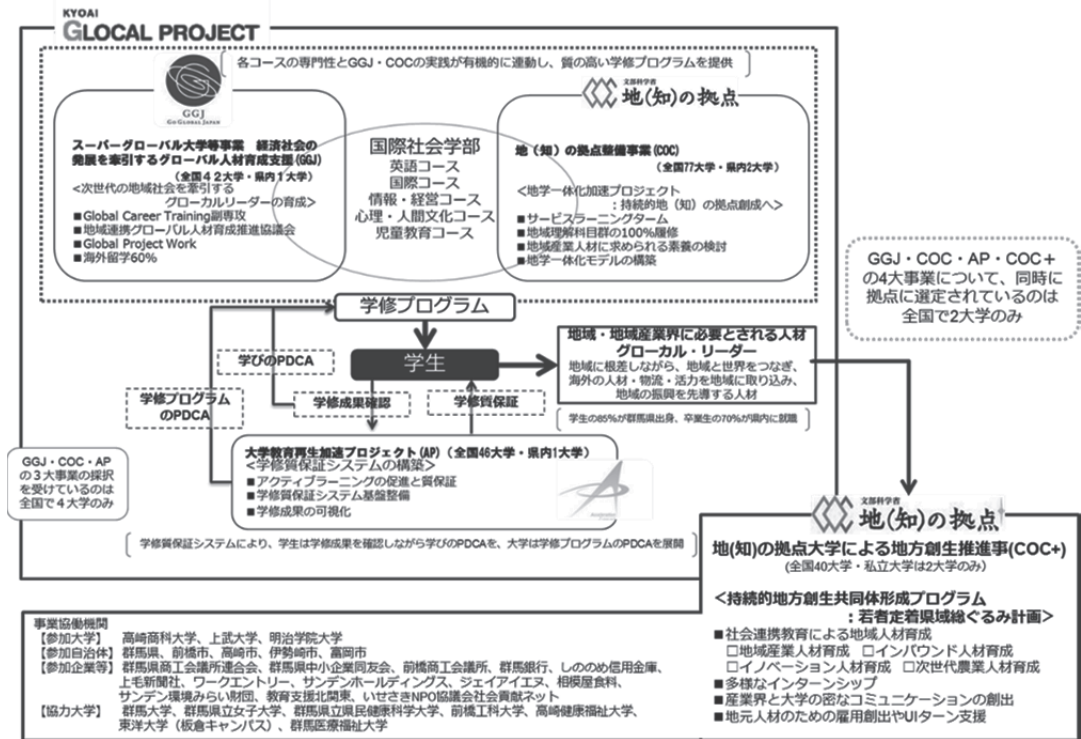 KYOAI
GLOCAL PROJECT
各コースの専門性とGGJ・COCの実践が有機的に連動し、質の高い学修プログラムを提供
GGJ
GO GLOBAL JAPAN
スーパーグローバル大学等事業 経済社会の
発展を牽引するグローバル人材育成支援(GGJ)
(全国42大学・県内1大学)
<次世代の地域社会を牽引する
グローカルリーダーの育成>
■Global Career Training副専攻
■地域連携グローバル人材育成推進協議会
■Global Project Work
■海外留学60%
国際社会学部
英語コース
国際コース
情報・経営コース
心理・人間文化コース
児童教育コース
文部科学省
地(知)の拠点
地(知)の拠点整備事業(COC)
(全国77大学・県内2大学)
<地学一体化加速プロジェクト
:持続的地(知)の拠点創成へ>
■サービスラーニングターム
■地域理解科目群の100%履修
■地域産業人材に求められる素養の検討
■地学一体化モデルの構築
GGJ・COC・AP・COC+
の4大事業について、同時に
拠点に選定されているのは
全国で2大学のみ
学修プログラム
学生
学びのPDCA
学修プログラム
のPDCA
学修成果確認
学修質保証
地域・地域産業界に必要とされる人材
グローカル・リーダー
地域に根差しながら、地域と世界をつなぎ、
海外の人材・物流・活力を地域に取り込み、
地域の振興を先導する人材
学生の85%が群馬県出身、卒業生の70%が県内に就職
GGJ・COC・AP
の3大事業の採択
を受けているのは
全国で4大学のみ
大学教育再生加速プロジェクト(AP)(全国46大学・県内1大学)
<学修質保証システムの構築>
■アクティブラーニングの促進と質保証
■学修質保証システム基盤整備
■学修成果の可視化
学修質保証システムにより、学生は学修成果を確認しながら学びのPDCAを、大学は学修プログラムのPDCAを展開
文部科学省
地(知)の拠点
地(知)の拠点大学による地方創生推進事(COC+)
(全国40大学・私立大学は2大学のみ)
<持続的地方創生共同体形成プログラム
:若者定着県域総ぐるみ計画>
■社会連携教育による地域人材育成
□地域産業人材育成 □インバウンド人材育成
□イノベーション人材育成 □次世代農業人材育成
■多様なインターンシップ
■産業界と大学の密なコミュニケーションの創出
■地元人材のための雇用創出やUIターン支援
事業協働機関
【参加大学】 高崎商科大学、上武大学、明治学院大学
【参加自治体】 群馬県、前橋市、高崎市、伊勢崎市、富岡市
【参加企業等】 群馬県商工会議所連合会、群馬県中小企業同友会、前橋商工会議所、群馬銀行、しののめ信用金庫、
上毛新聞社、ワークエントリー、サンデンホールディングス、ジェイアイエヌ、相模屋食料、
サンデン環境みらい財団、教育支援北関東、いせさきNPO協議会社会貢献ネット
【協力大学】 群馬大学、群馬県立女子大学、群馬県立県民健康科学大学、前橋工科大学、高崎健康福祉大学、
東洋大学(板倉キャンパス)、群馬医療福祉大学